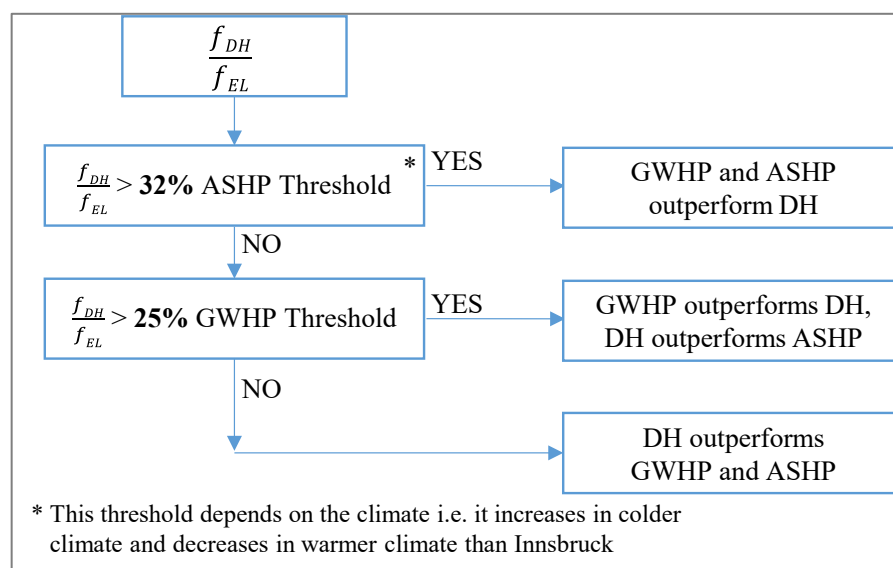 f_DH
f_EL
f_DH
f_EL > 32% ASHP Threshold *
YES
GWHP and ASHP
outperform DH
NO
f_DH
f_EL > 25% GWHP Threshold
YES
GWHP outperforms DH,
DH outperforms ASHP
NO
DH outperforms
GWHP and ASHP
* This threshold depends on the climate i.e. it increases in colder
climate and decreases in warmer climate than Innsbruck